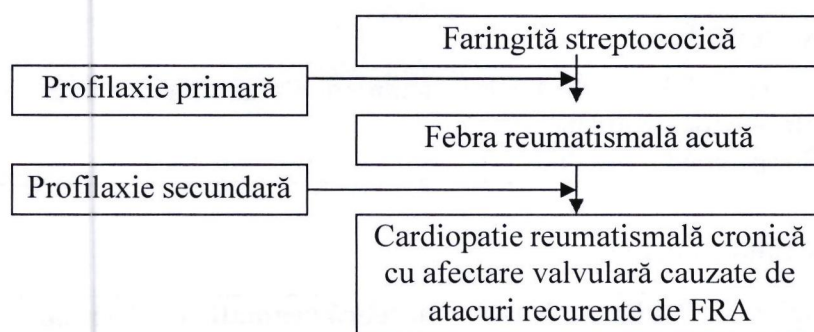 Faringită streptococică
Profilaxie primară
Febra reumatismală acută
Profilaxie secundară
Cardiopatie reumatismală cronică
cu afectare valvulară cauzate de
atacuri recurente de FRA